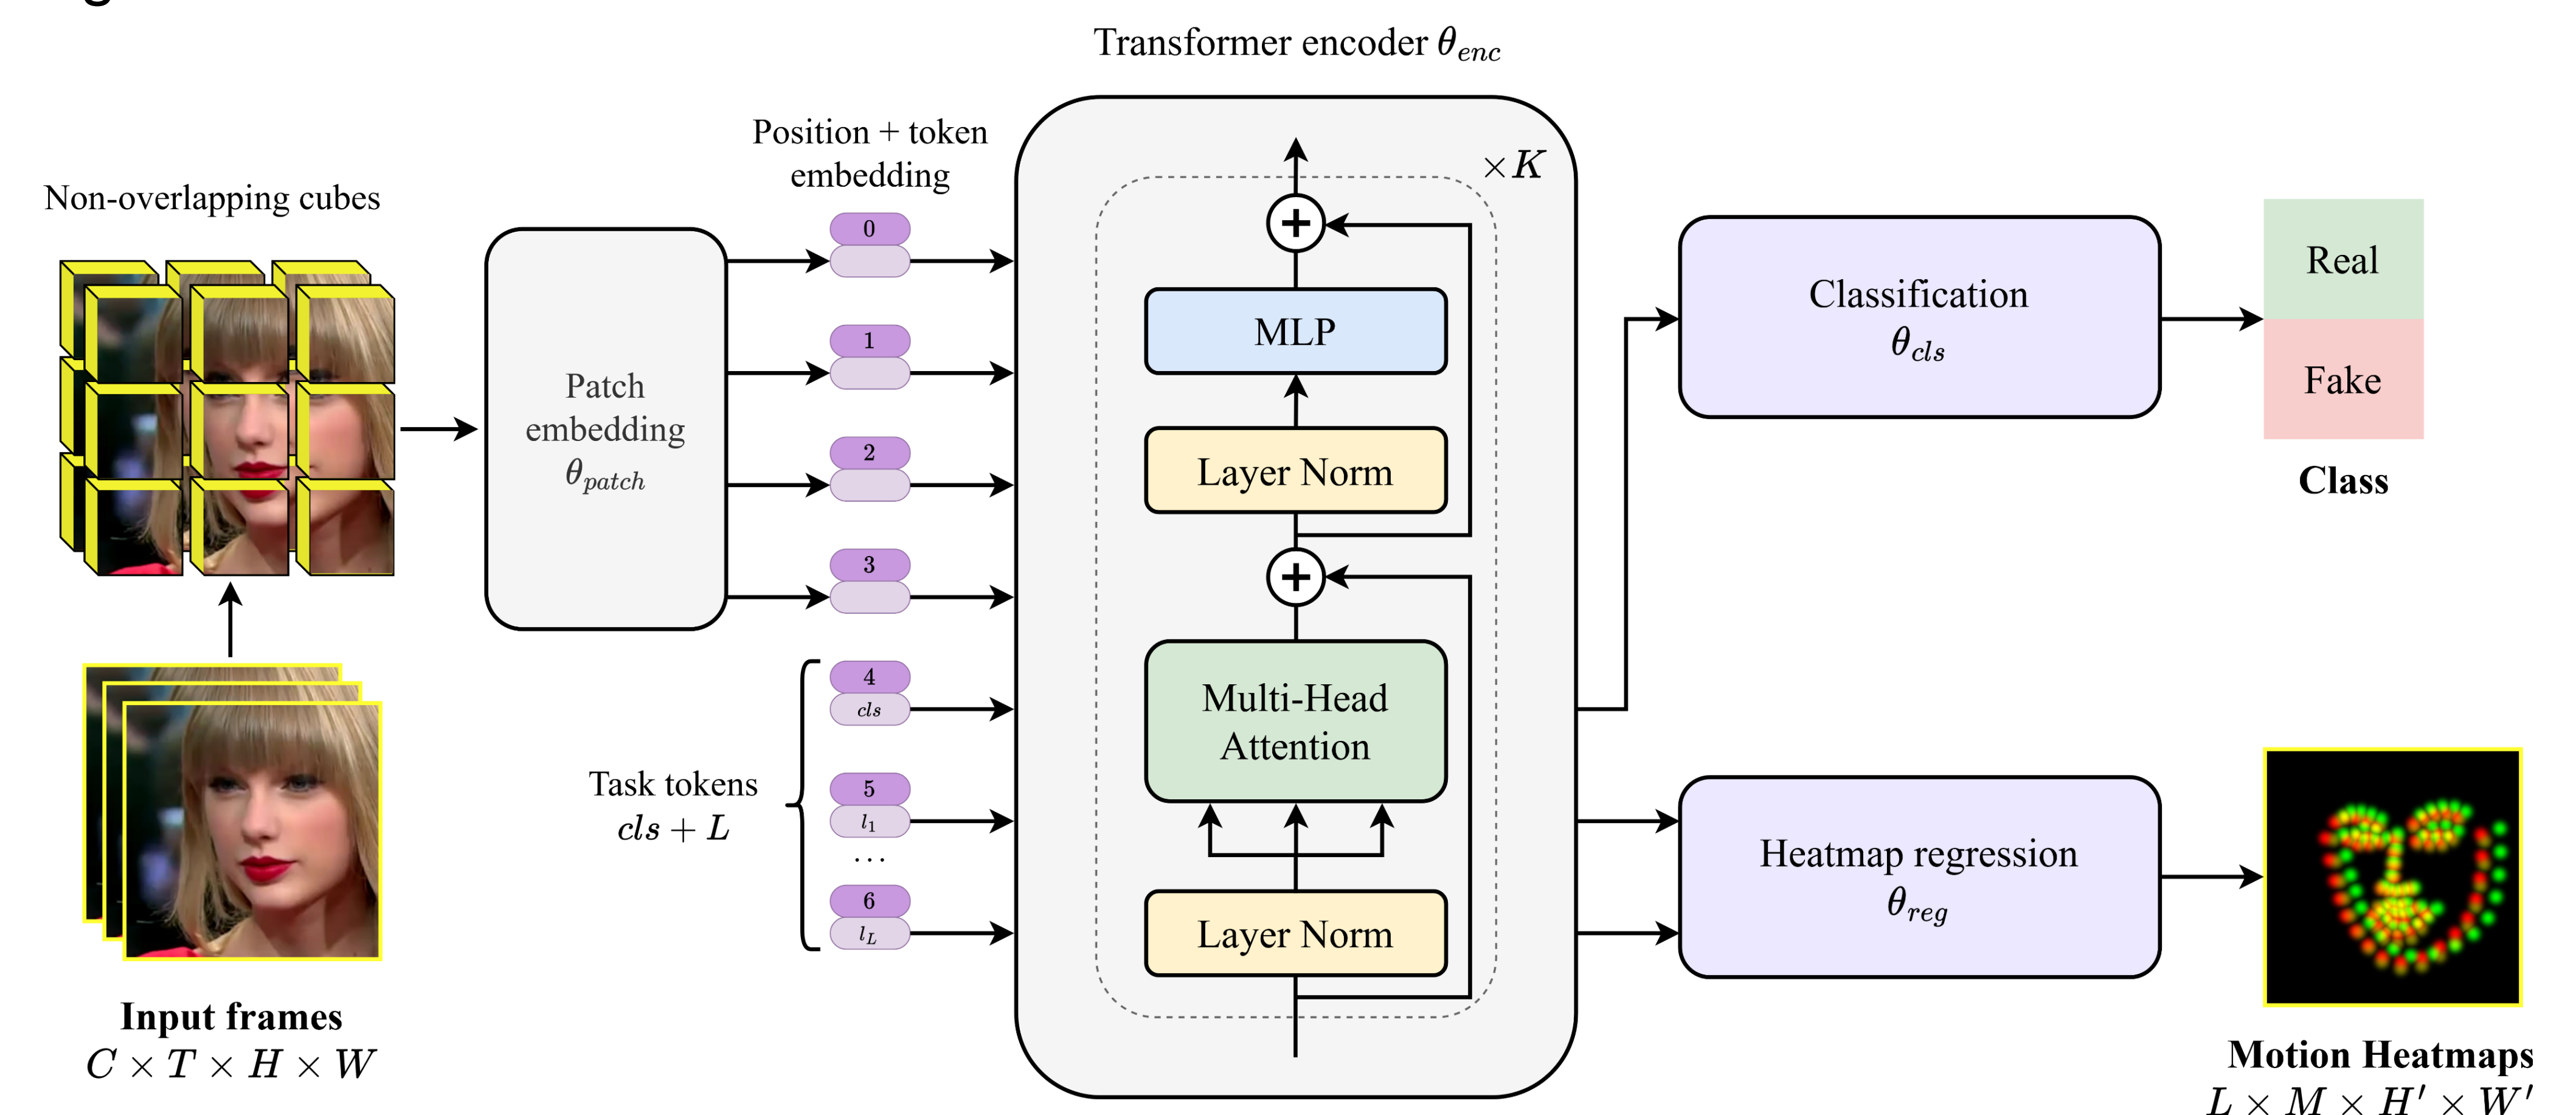 Transformer encoder θ_enc
Position + token
embedding
Non-overlapping cubes
×K
0
1
2
3
4
cls
5
l_1
...
6
l_L
Patch
embedding
θ_patch
Task tokens
cls + L
MLP
Layer Norm
Multi-Head
Attention
Layer Norm
Classification
θ_cls
Real
Fake
Class
Heatmap regression
θ_reg
Input frames
C × T × H × W
Motion Heatmaps
L × M × H′ × W′